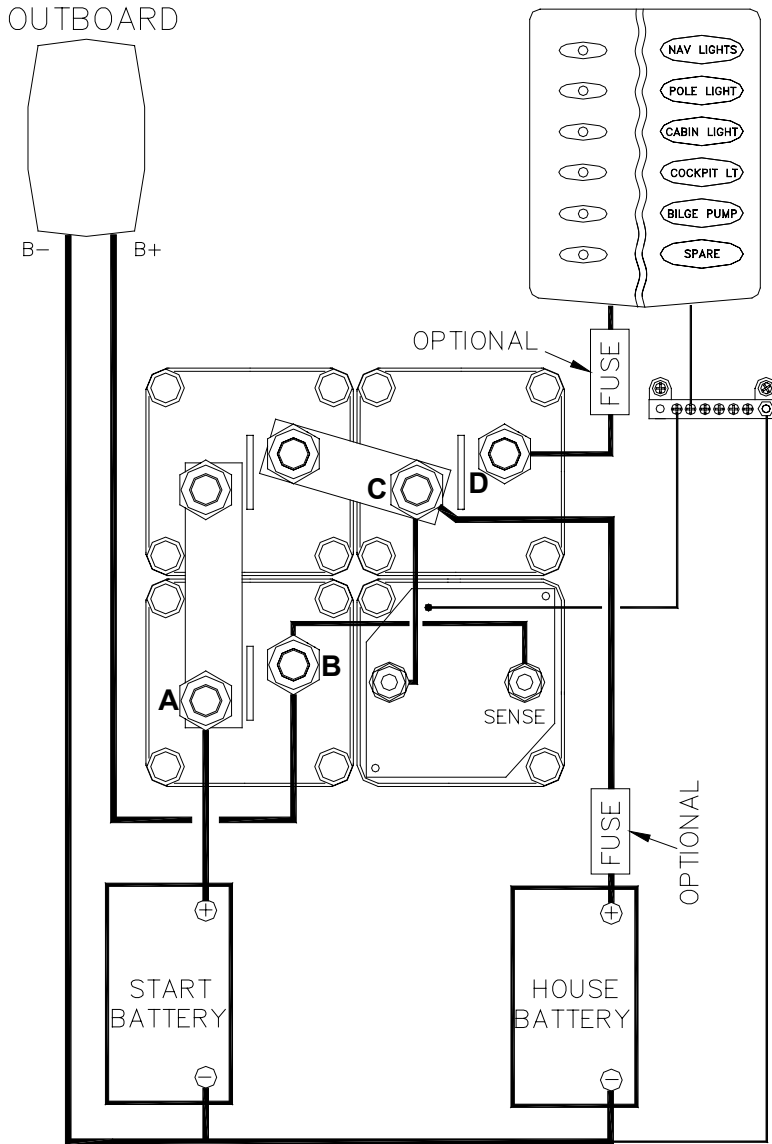 OUTBOARD
B-
B+
NAV LIGHTS
POLE LIGHT
CABIN LIGHT
COCKPIT LT
BILGE PUMP
SPARE
OPTIONAL
FUSE
C
D
A
B
SENSE
FUSE
OPTIONAL
+
START
BATTERY
-
+
HOUSE
BATTERY
-